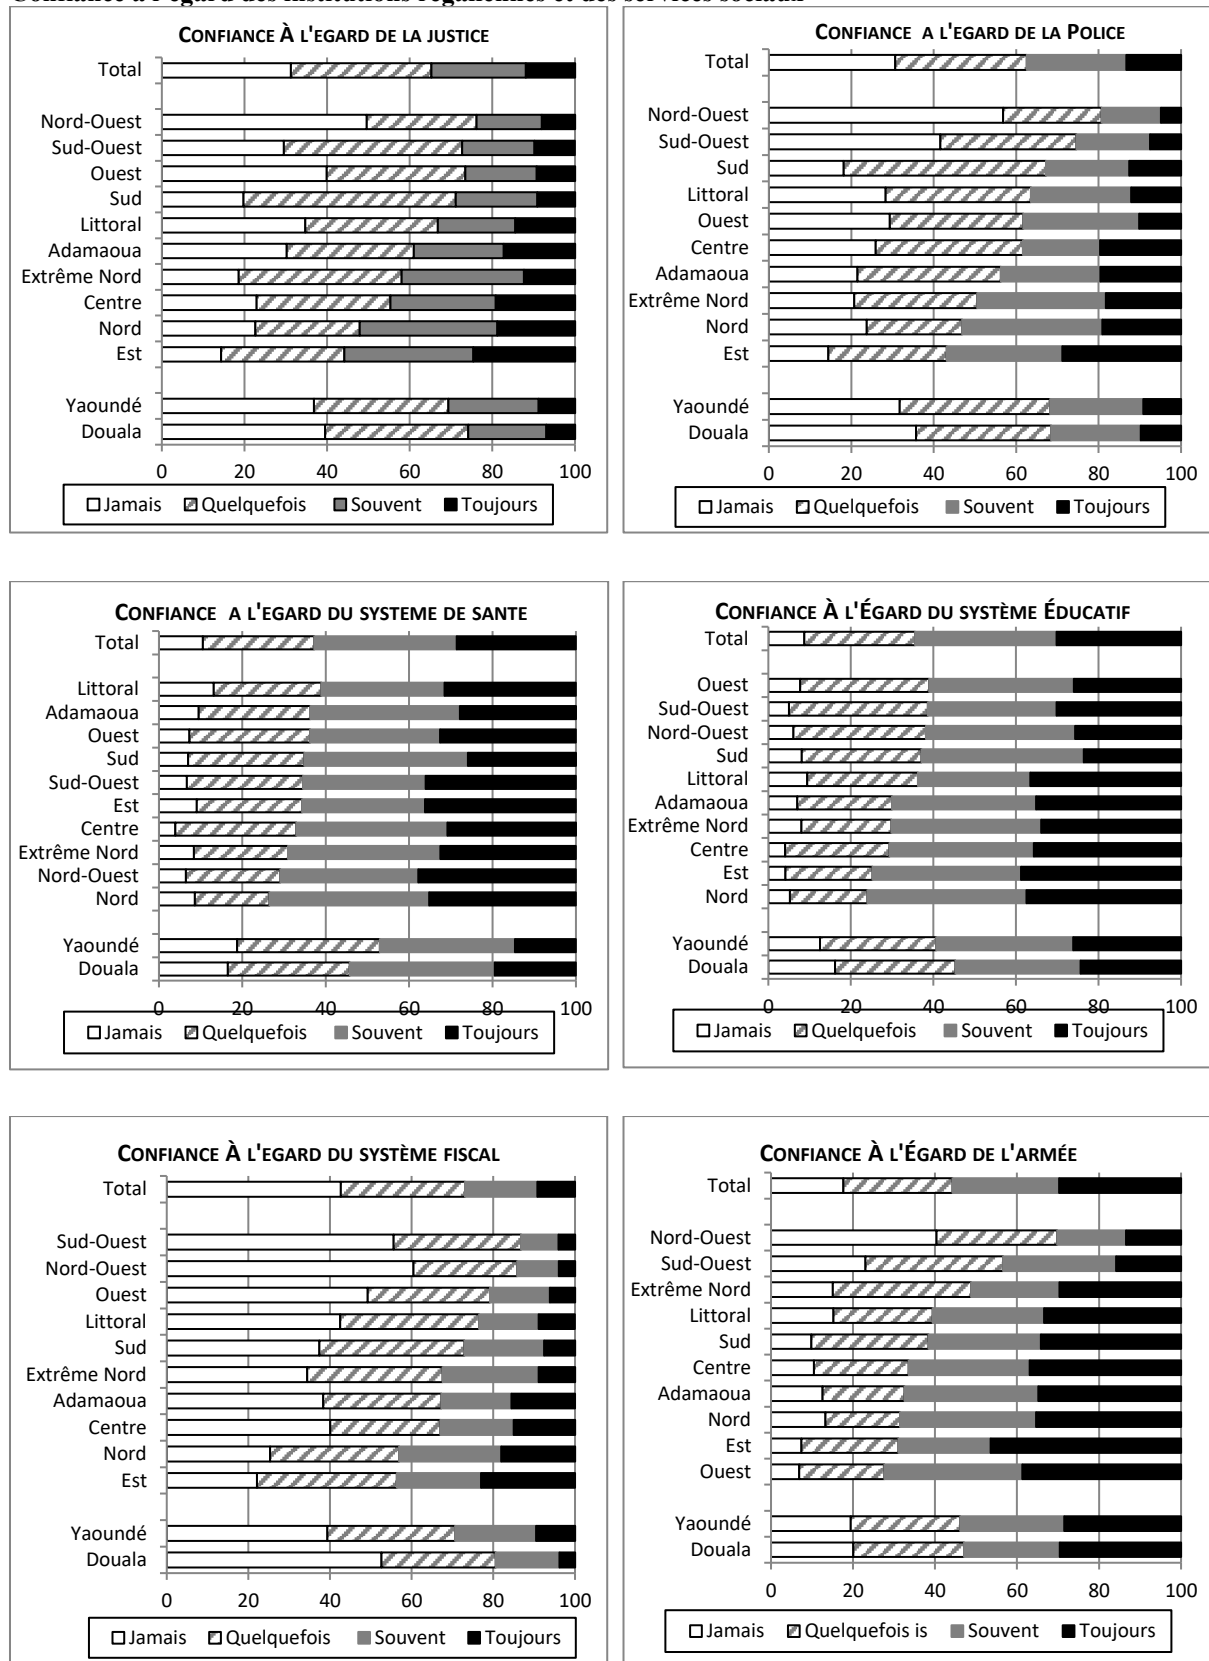 Confiance à l'égard des institutions régaliennes et des services sociaux
CONFIANCE À L'EGARD DE LA JUSTICE
Total
Nord-Ouest
Sud-Ouest
Ouest
Sud
Littoral
Adamaoua
Extrême Nord
Centre
Nord
Est
Yaoundé
Douala
0 20 40 60 80 100
Jamais Quelquefois Souvent Toujours
CONFIANCE A L'EGARD DE LA POLICE
Total
Nord-Ouest
Sud-Ouest
Sud
Littoral
Ouest
Centre
Adamaoua
Extrême Nord
Nord
Est
Yaoundé
Douala
0 20 40 60 80 100
Jamais Quelquefois Souvent Toujours
CONFIANCE A L'EGARD DU SYSTEME DE SANTE
Total
Littoral
Adamaoua
Ouest
Sud
Sud-Ouest
Est
Centre
Extrême Nord
Nord-Ouest
Nord
Yaoundé
Douala
0 20 40 60 80 100
Jamais Quelquefois Souvent Toujours
CONFIANCE À L'ÉGARD DU SYSTÈME ÉDUCATIF
Total
Ouest
Sud-Ouest
Nord-Ouest
Sud
Littoral
Adamaoua
Extrême Nord
Centre
Est
Nord
Yaoundé
Douala
0 20 40 60 80 100
Jamais Quelquefois Souvent Toujours
CONFIANCE À L'EGARD DU SYSTÈME FISCAL
Total
Sud-Ouest
Nord-Ouest
Ouest
Littoral
Sud
Extrême Nord
Adamaoua
Centre
Nord
Est
Yaoundé
Douala
0 20 40 60 80 100
Jamais Quelquefois Souvent Toujours
CONFIANCE À L'ÉGARD DE L'ARMÉE
Total
Nord-Ouest
Sud-Ouest
Extrême Nord
Littoral
Sud
Centre
Adamaoua
Nord
Est
Ouest
Yaoundé
Douala
0 20 40 60 80 100
Jamais Quelquefois is Souvent Toujours